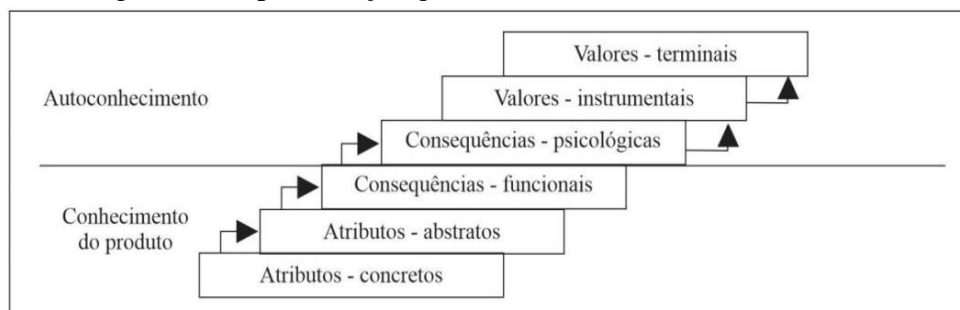 Valores - terminais
Autoconhecimento
Valores - instrumentais
Consequências - psicológicas
Consequências - funcionais
Conhecimento
do produto
Atributos - abstratos
Atributos - concretos